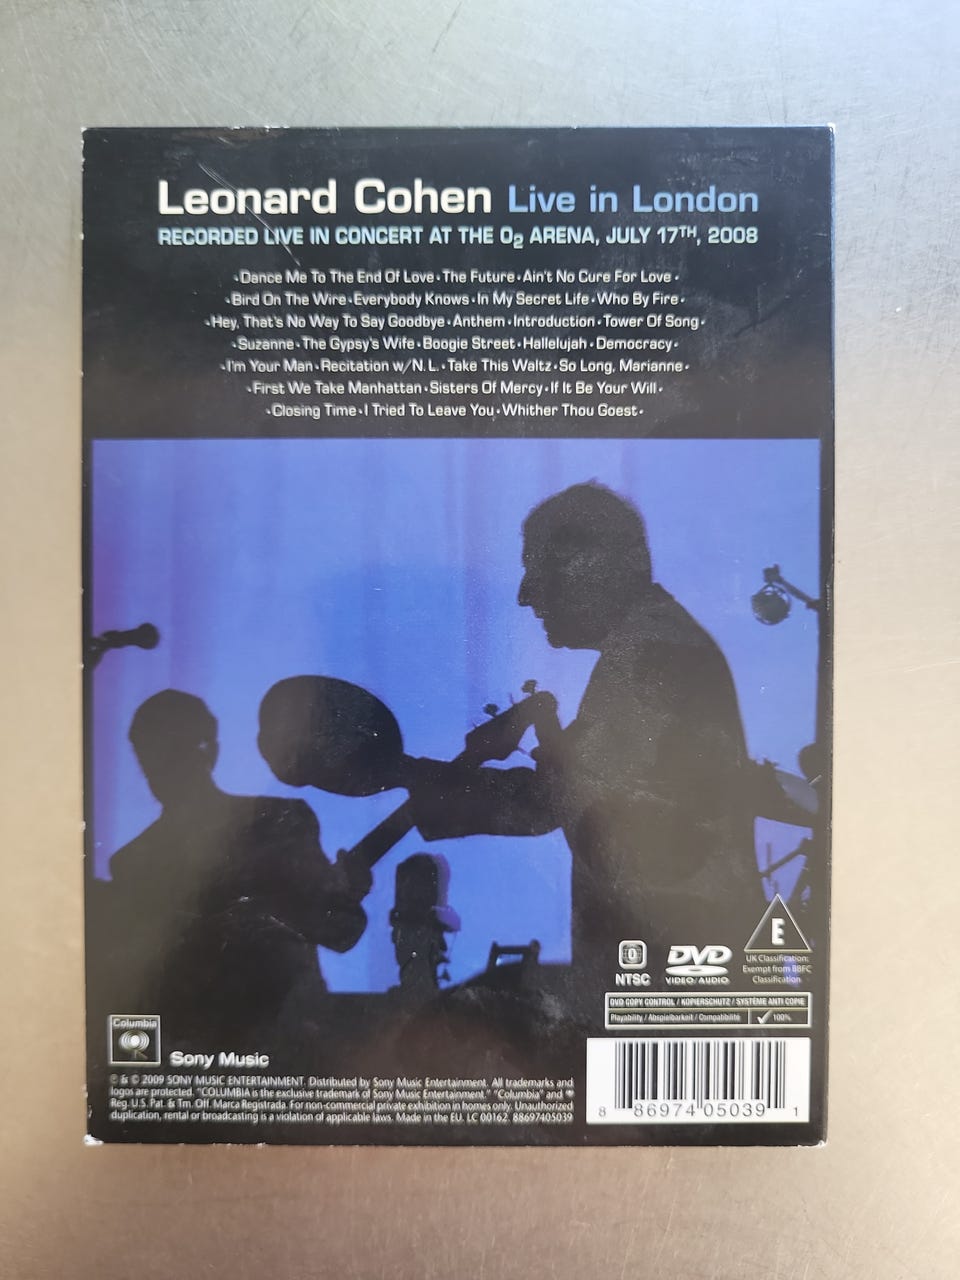 Leonard Cohen Live in London
RECORDED LIVE IN CONCERT AT THE O2 ARENA, JULY 17TH, 2008
•Dance Me To The End Of Love•The Future•Ain't No Cure For Love•
•Bird On The Wire•Everybody Knows•In My Secret Life•Who By Fire•
•Hey, That's No Way To Say Goodbye•Anthem•Introduction•Tower Of Song•
•Suzanne•The Gypsy's Wife•Boogie Street•Hallelujah•Democracy•
•I'm Your Man•Recitation w/N.L.•Take This Waltz•So Long, Marianne•
•First We Take Manhattan•Sisters Of Mercy•If It Be Your Will•
•Closing Time•I Tried To Leave You•Whither Thou Goest•
E
0
NTSC
DVD
VIDEO/AUDIO
UK Classification:
Exempt from BBFC
Classification
DVD COPY CONTROL / KOPIERSCHUTZ / SYSTÈME ANTI COPIE
Playability / Abspielbarkeit / Compatibilité ✓ 100%
Columbia
Sony Music
℗ & © 2009 SONY MUSIC ENTERTAINMENT. Distributed by Sony Music Entertainment. All trademarks and
logos are protected. "COLUMBIA is the exclusive trademark of Sony Music Entertainment." "Columbia" and
Reg. U.S. Pat. & Tm. Off. Marca Registrada. For non-commercial private exhibition in homes only. Unauthorized
duplication, rental or broadcasting is a violation of applicable laws. Made in the EU. LC 00162. 88697405039
8 86974 05039 1